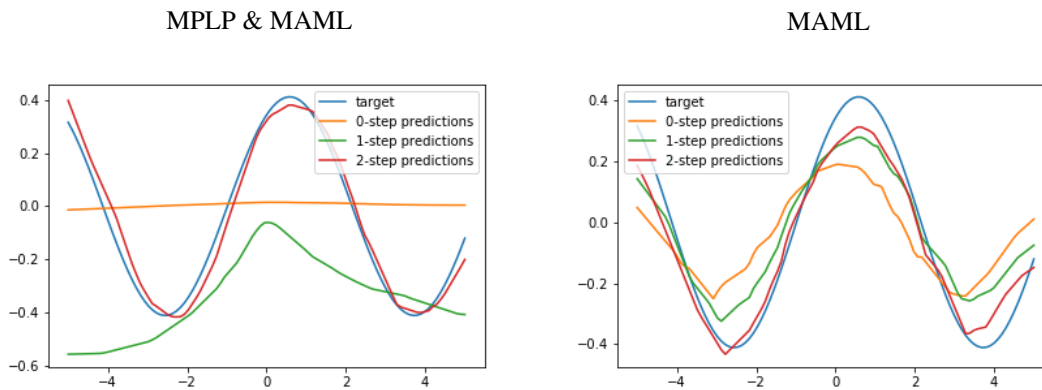 MPLP & MAML
MAML
0.4
0.2
0.0
−0.2
−0.4
−0.6
−4
−2
0
2
4
target
0-step predictions
1-step predictions
2-step predictions
0.4
0.2
0.0
−0.2
−0.4
−4
−2
0
2
4
target
0-step predictions
1-step predictions
2-step predictions